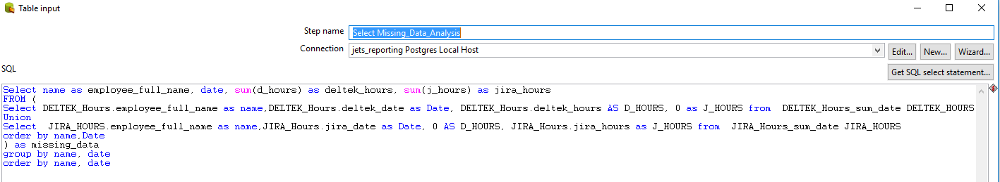 Table input
Step name Select Missing_Data_Analysis
Connection jets_reporting Postgres Local Host Edit... New... Wizard...
SQL Get SQL select statement...
Select name as employee_full_name, date, sum(d_hours) as deltek_hours, sum(j_hours) as jira_hours
FROM (
Select DELTEK_Hours.employee_full_name as name,DELTEK_Hours.deltek_date as Date, DELTEK_Hours.deltek_hours AS D_HOURS, 0 as J_HOURS from  DELTEK_Hours_sum_date DELTEK_HOURS
Union
Select  JIRA_HOURS.employee_full_name as name,JIRA_Hours.jira_date as Date, 0 AS D_HOURS, JIRA_Hours.jira_hours as J_HOURS from  JIRA_Hours_sum_date JIRA_HOURS
order by name,Date
) as missing_data
group by name, date
order by name, date